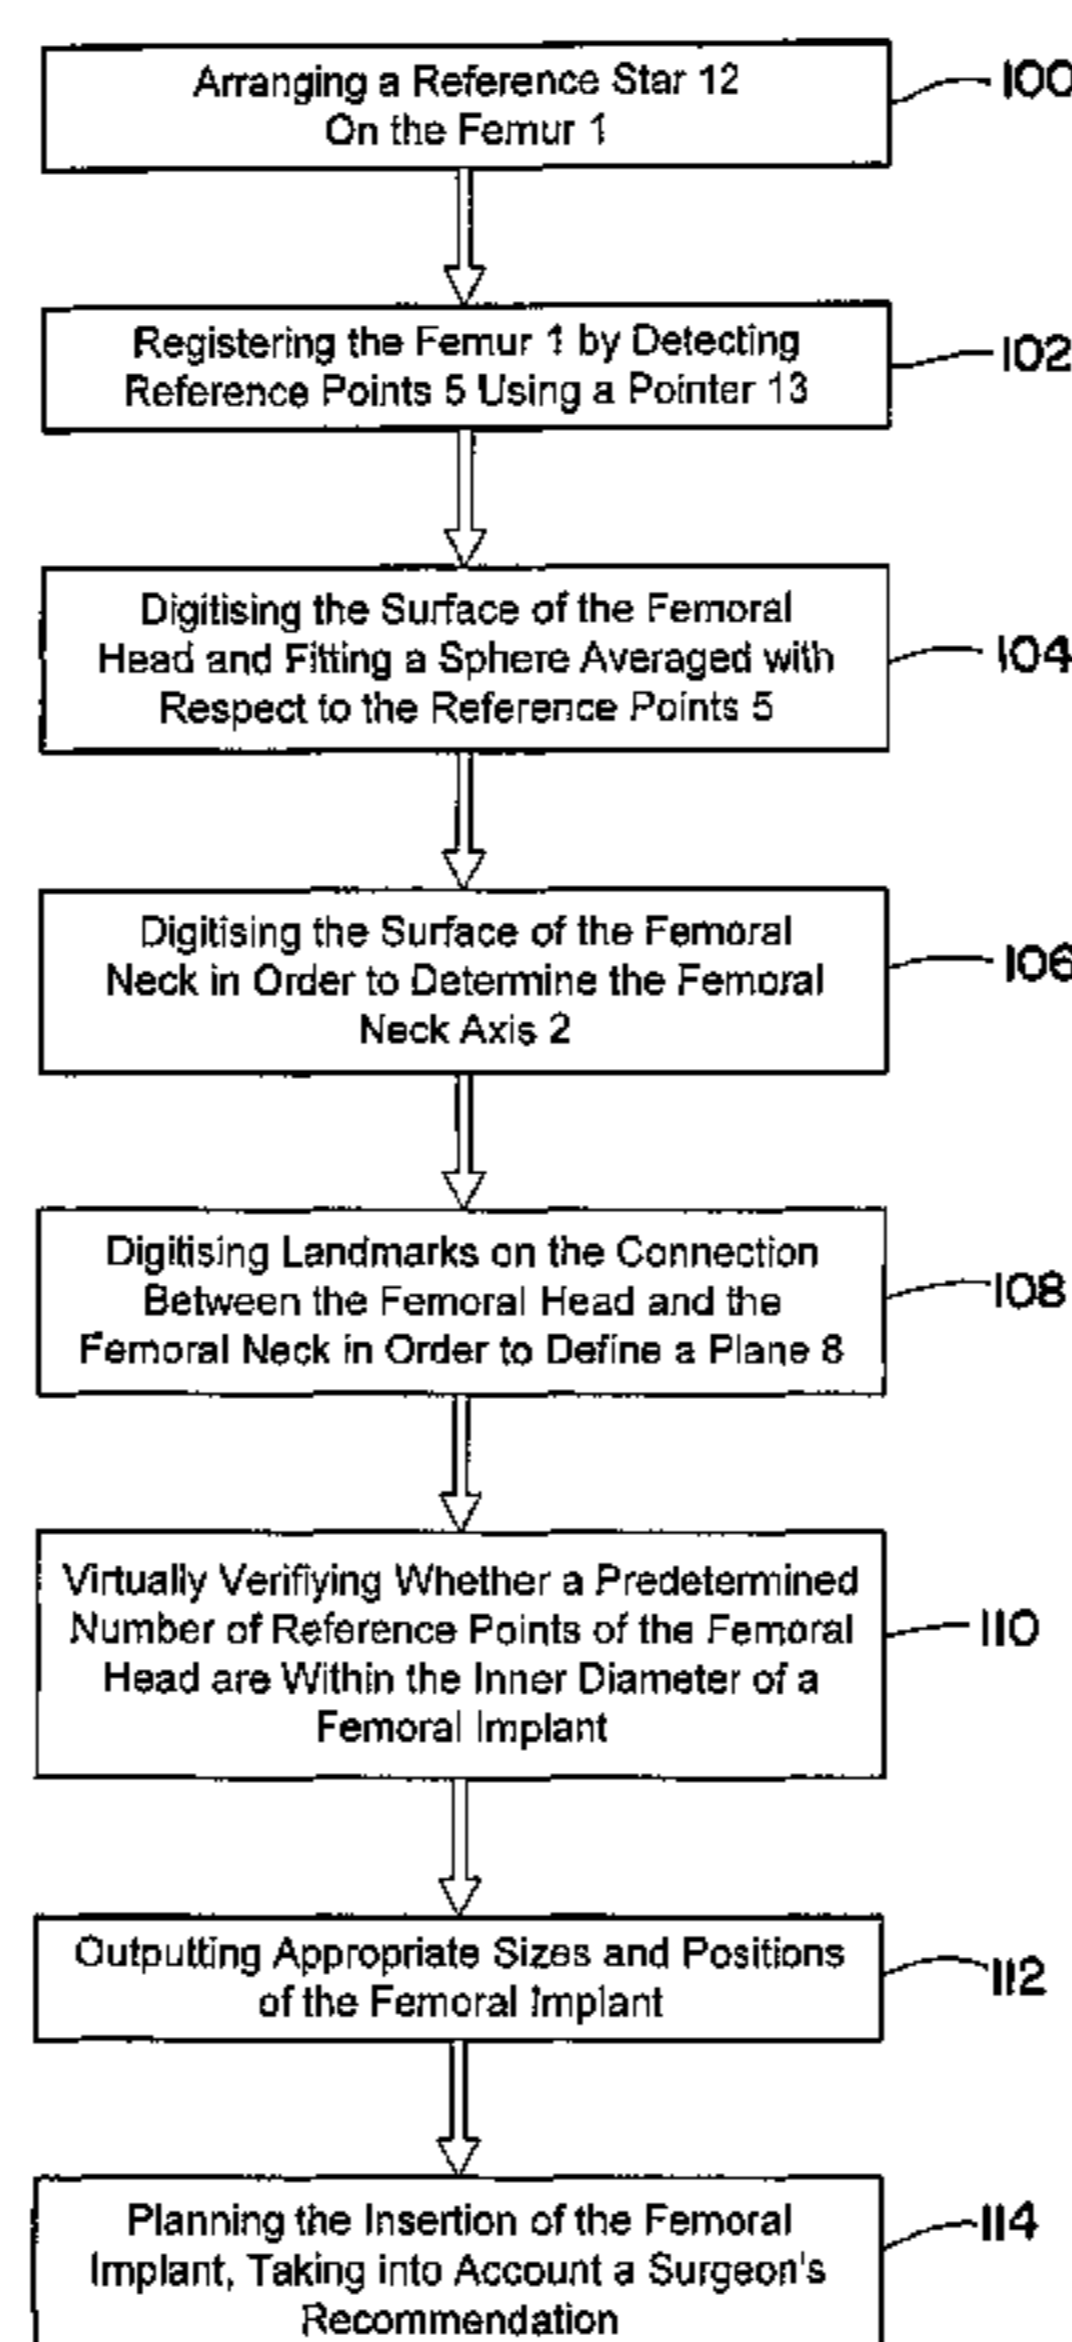 Arranging a Reference Star 12
On the Femur 1
100
Registering the Femur 1 by Detecting
Reference Points 5 Using a Pointer 13
102
Digitising the Surface of the Femoral
Head and Fitting a Sphere Averaged with
Respect to the Reference Points 5
104
Digitising the Surface of the Femoral
Neck in Order to Determine the Femoral
Neck Axis 2
106
Digitising Landmarks on the Connection
Between the Femoral Head and the
Femoral Neck in Order to Define a Plane 8
108
Virtually Verifiying Whether a Predetermined
Number of Reference Points of the Femoral
Head are Within the Inner Diameter of a
Femoral Implant
110
Outputting Appropriate Sizes and Positions
of the Femoral Implant
112
Planning the Insertion of the Femoral
Implant, Taking into Account a Surgeon's
Recommendation
114